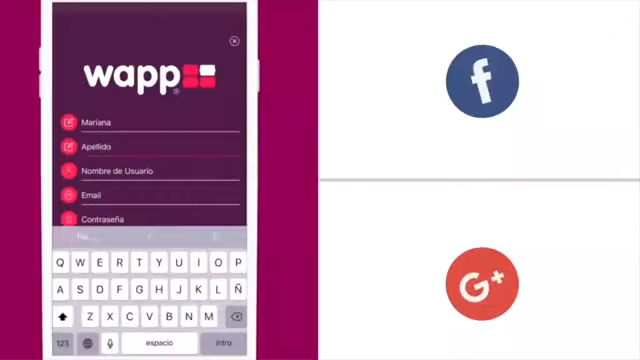 wapp
Mariana
Apellido
Nombre de Usuario
Email
Contraseña
Q W E R T Y U I O P
A S D F G H J K L Ñ
Z X C V B N M
123 espacio intro
f
G+